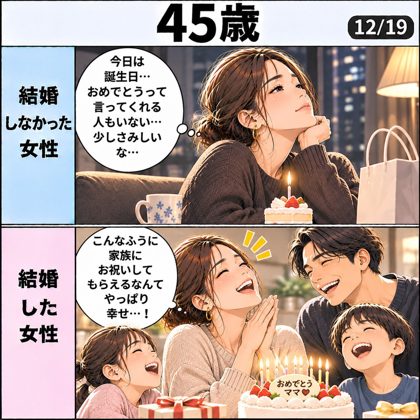 45歳
12/19
結婚
しなかった
女性
今日は
誕生日…
おめでとうって
言ってくれる
人もいない…
少しさみしい
な…
結婚
した
女性
こんなふうに
家族に
お祝いして
もらえるなんて
やっぱり
幸せ…！
おめでとう
ママ♥